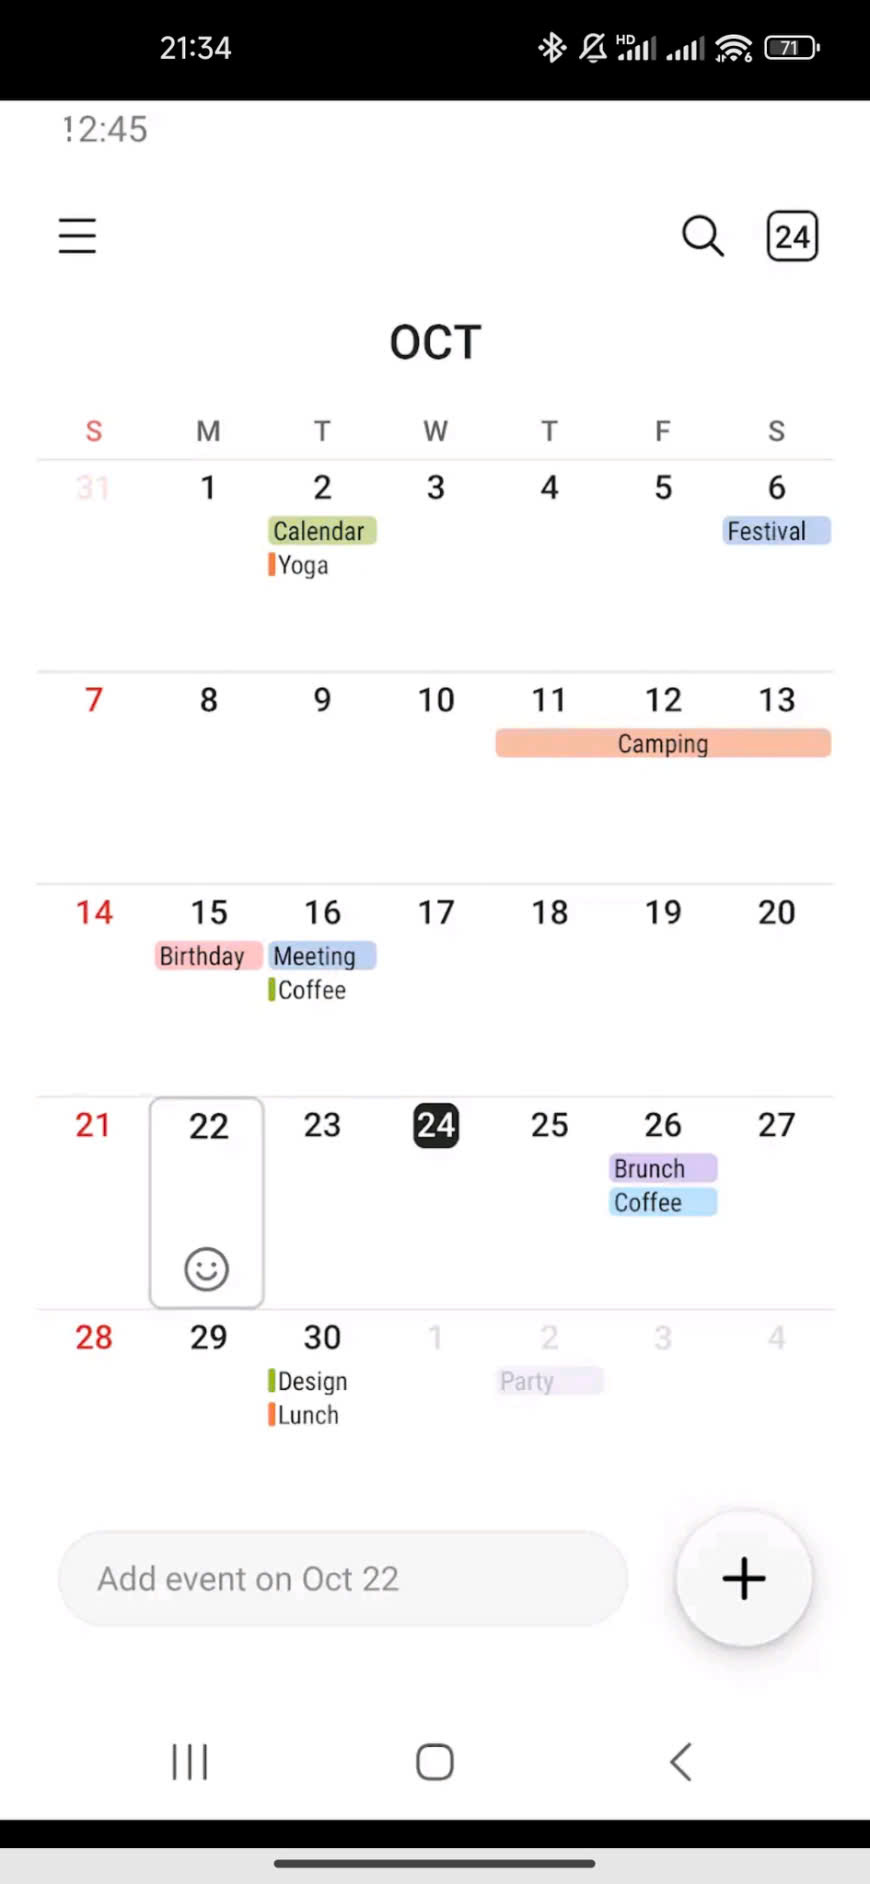 21:34 HD 6 71
12:45
24
OCT
S M T W T F S
31 1 2 3 4 5 6
Calendar Festival
Yoga
7 8 9 10 11 12 13
Camping
14 15 16 17 18 19 20
Birthday Meeting
Coffee
21 22 23 24 25 26 27
Brunch
Coffee
28 29 30 1 2 3 4
Design Party
Lunch
Add event on Oct 22